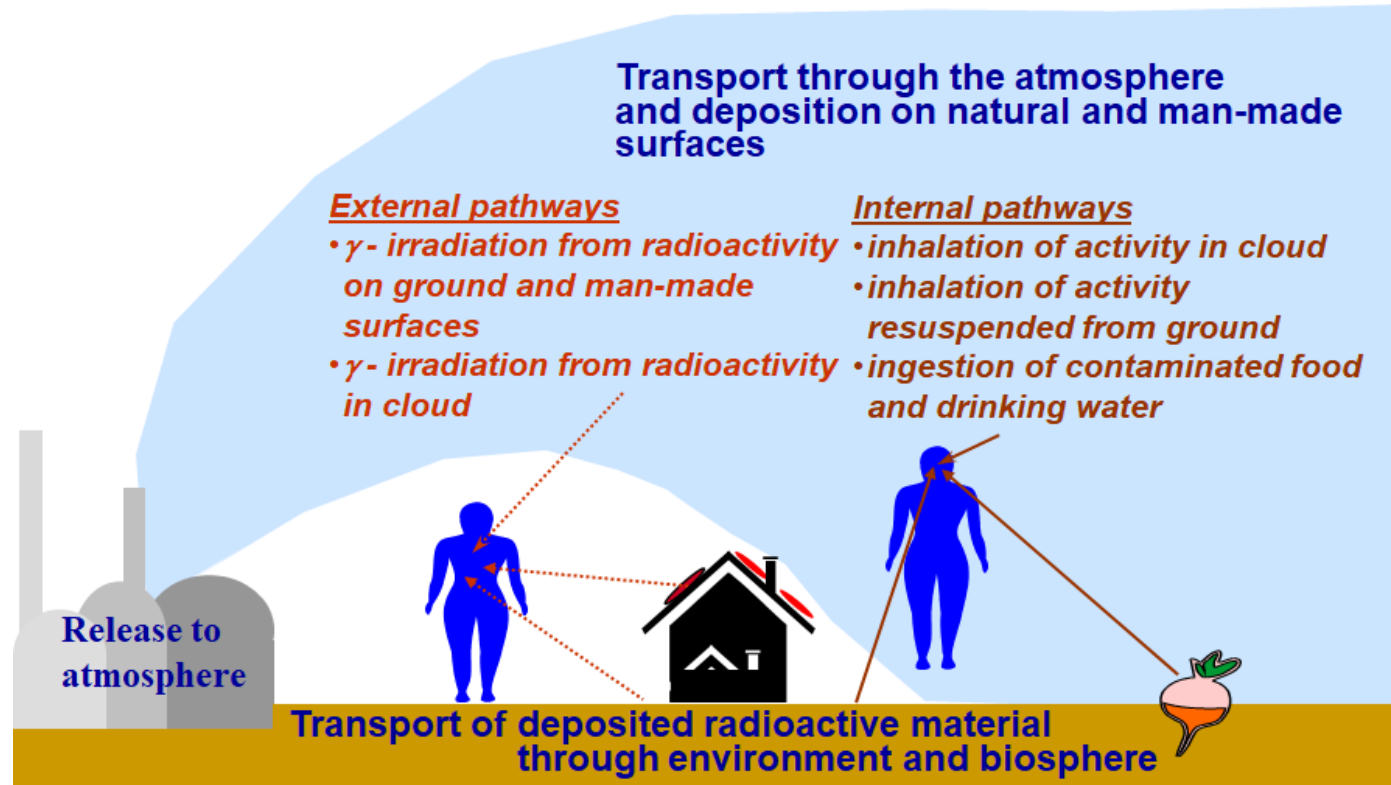 Transport through the atmosphere
and deposition on natural and man-made
surfaces
External pathways
• γ - irradiation from radioactivity
on ground and man-made
surfaces
• γ - irradiation from radioactivity
in cloud
Internal pathways
• inhalation of activity in cloud
• inhalation of activity
resuspended from ground
• ingestion of contaminated food
and drinking water
Release to
atmosphere
Transport of deposited radioactive material
through environment and biosphere